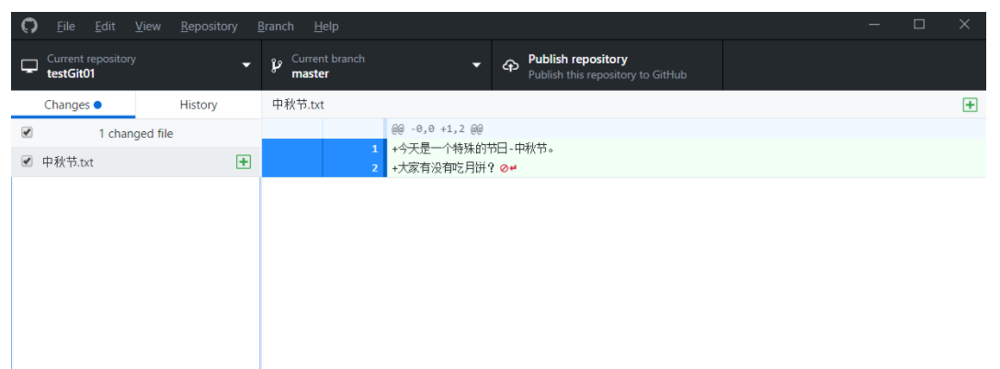 File Edit View Repository Branch Help
Current repository
testGit01
Current branch
master
Publish repository
Publish this repository to GitHub
Changes History
1 changed file
中秋节.txt
中秋节.txt
@@ -0,0 +1,2 @@
1 +今天是一个特殊的节日-中秋节。
2 +大家有没有吃月饼？